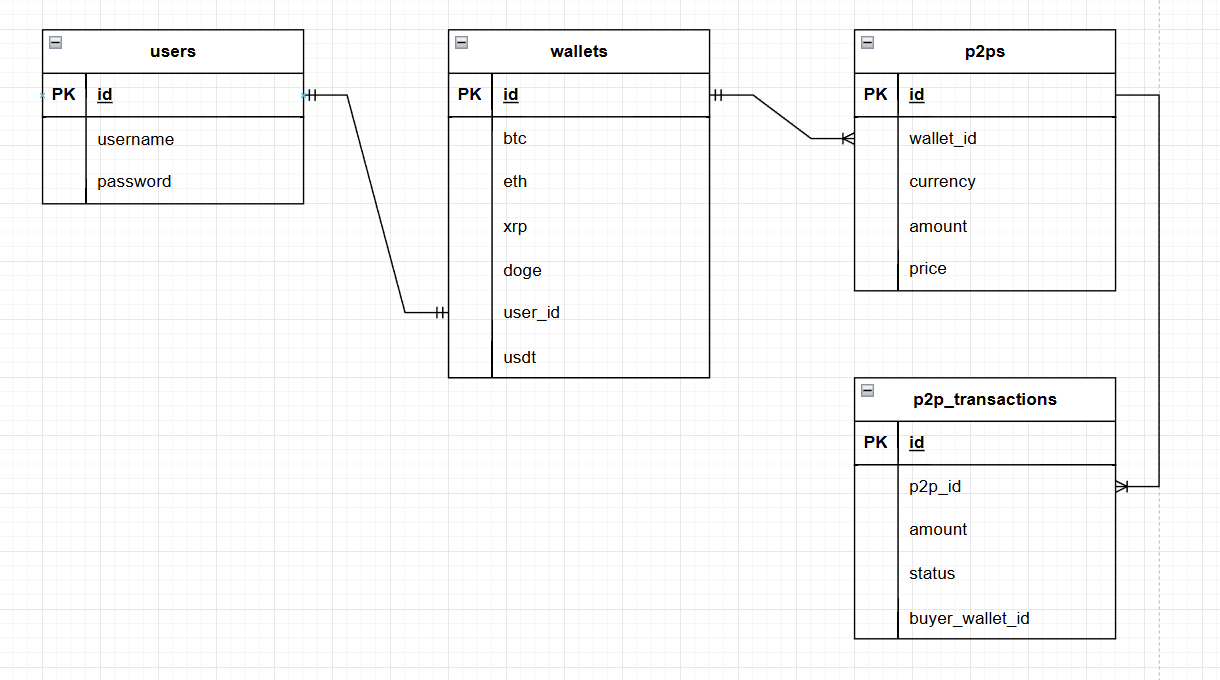 users
PK id
username
password
wallets
PK id
btc
eth
xrp
doge
user_id
usdt
p2ps
PK id
wallet_id
currency
amount
price
p2p_transactions
PK id
p2p_id
amount
status
buyer_wallet_id